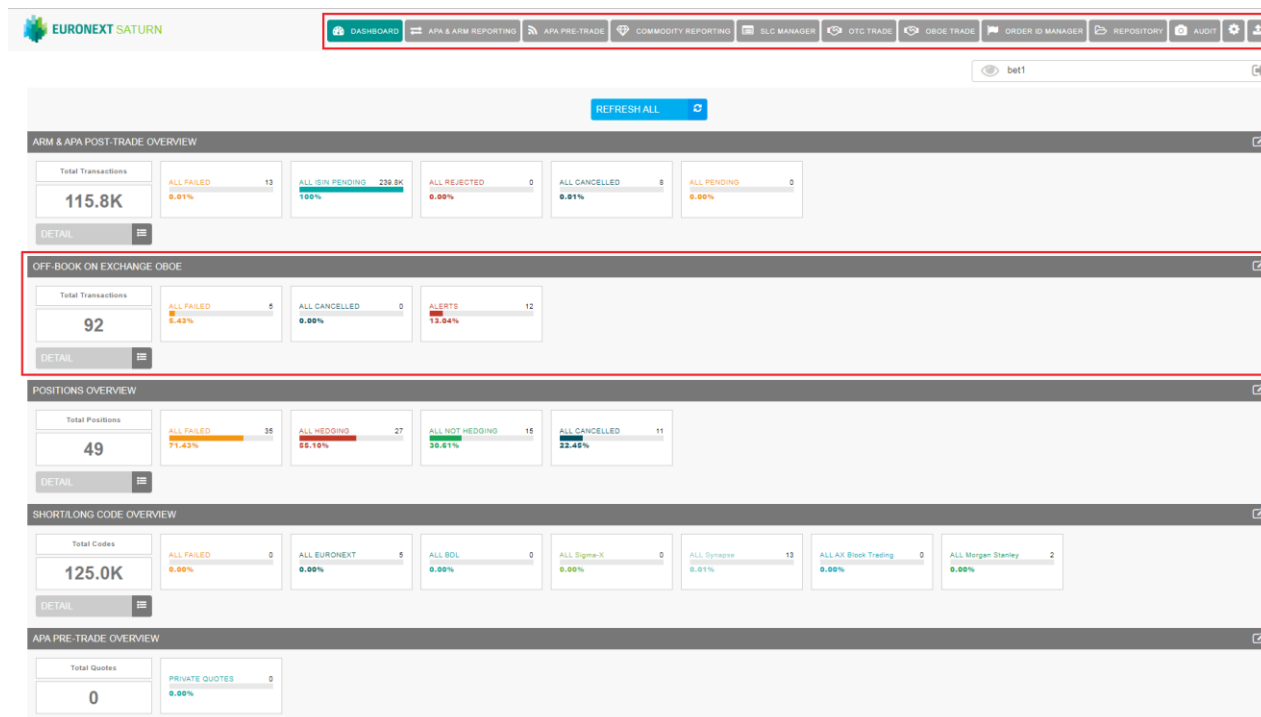 EURONEXT SATURN
DASHBOARD APA & ARM REPORTING APA PRE-TRADE COMMODITY REPORTING SLC MANAGER OTC TRADE OBOE TRADE ORDER ID MANAGER REPOSITORY AUDIT
bet1
REFRESH ALL
ARM & APA POST-TRADE OVERVIEW
Total Transactions
ALL FAILED 13 ALL ISIN PENDING 239.8K ALL REJECTED 0 ALL CANCELLED 8 ALL PENDING 0
115.8K
0.01% 100% 0.00% 0.01% 0.00%
DETAIL
OFF-BOOK ON EXCHANGE OBOE
Total Transactions
ALL FAILED 5 ALL CANCELLED 0 ALERTS 12
92
5.43% 0.00% 13.04%
DETAIL
POSITIONS OVERVIEW
Total Positions
ALL FAILED 35 ALL HEDGING 27 ALL NOT HEDGING 15 ALL CANCELLED 11
49
71.43% 55.10% 30.61% 22.45%
DETAIL
SHORT/LONG CODE OVERVIEW
Total Codes
ALL FAILED 0 ALL EURONEXT 5 ALL BDL 0 ALL Sigma-X 0 ALL Synapse 13 ALL AX Block Trading 0 ALL Morgan Stanley 2
125.0K
0.00% 0.00% 0.00% 0.00% 0.01% 0.00% 0.00%
DETAIL
APA PRE-TRADE OVERVIEW
Total Quotes
PRIVATE QUOTES 0
0
0.00%